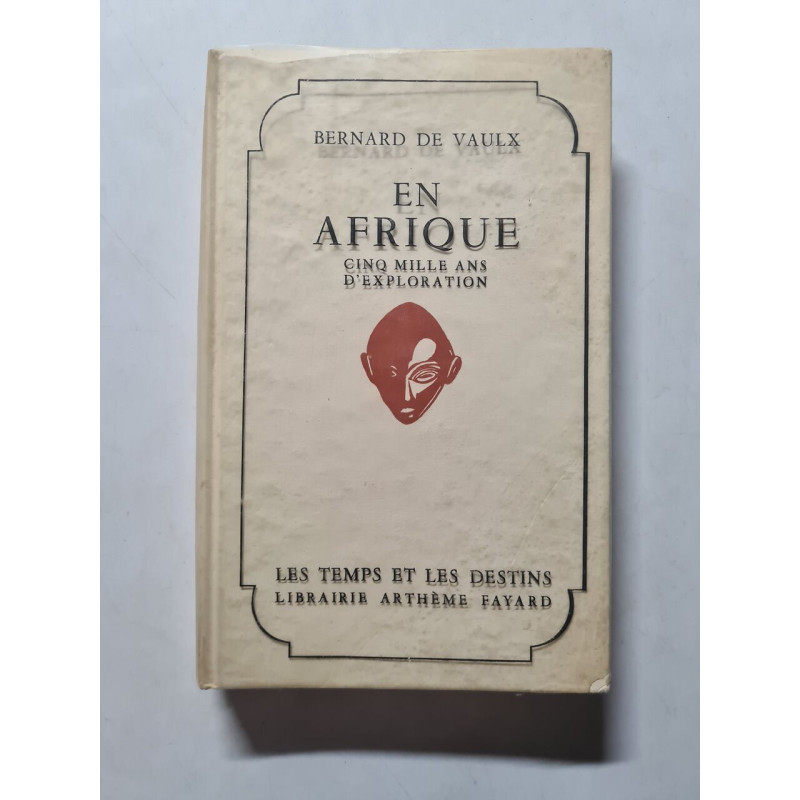 BERNARD DE VAULX
EN
AFRIQUE
CINQ MILLE ANS
D'EXPLORATION
LES TEMPS ET LES DESTINS
LIBRAIRIE ARTHÈME FAYARD